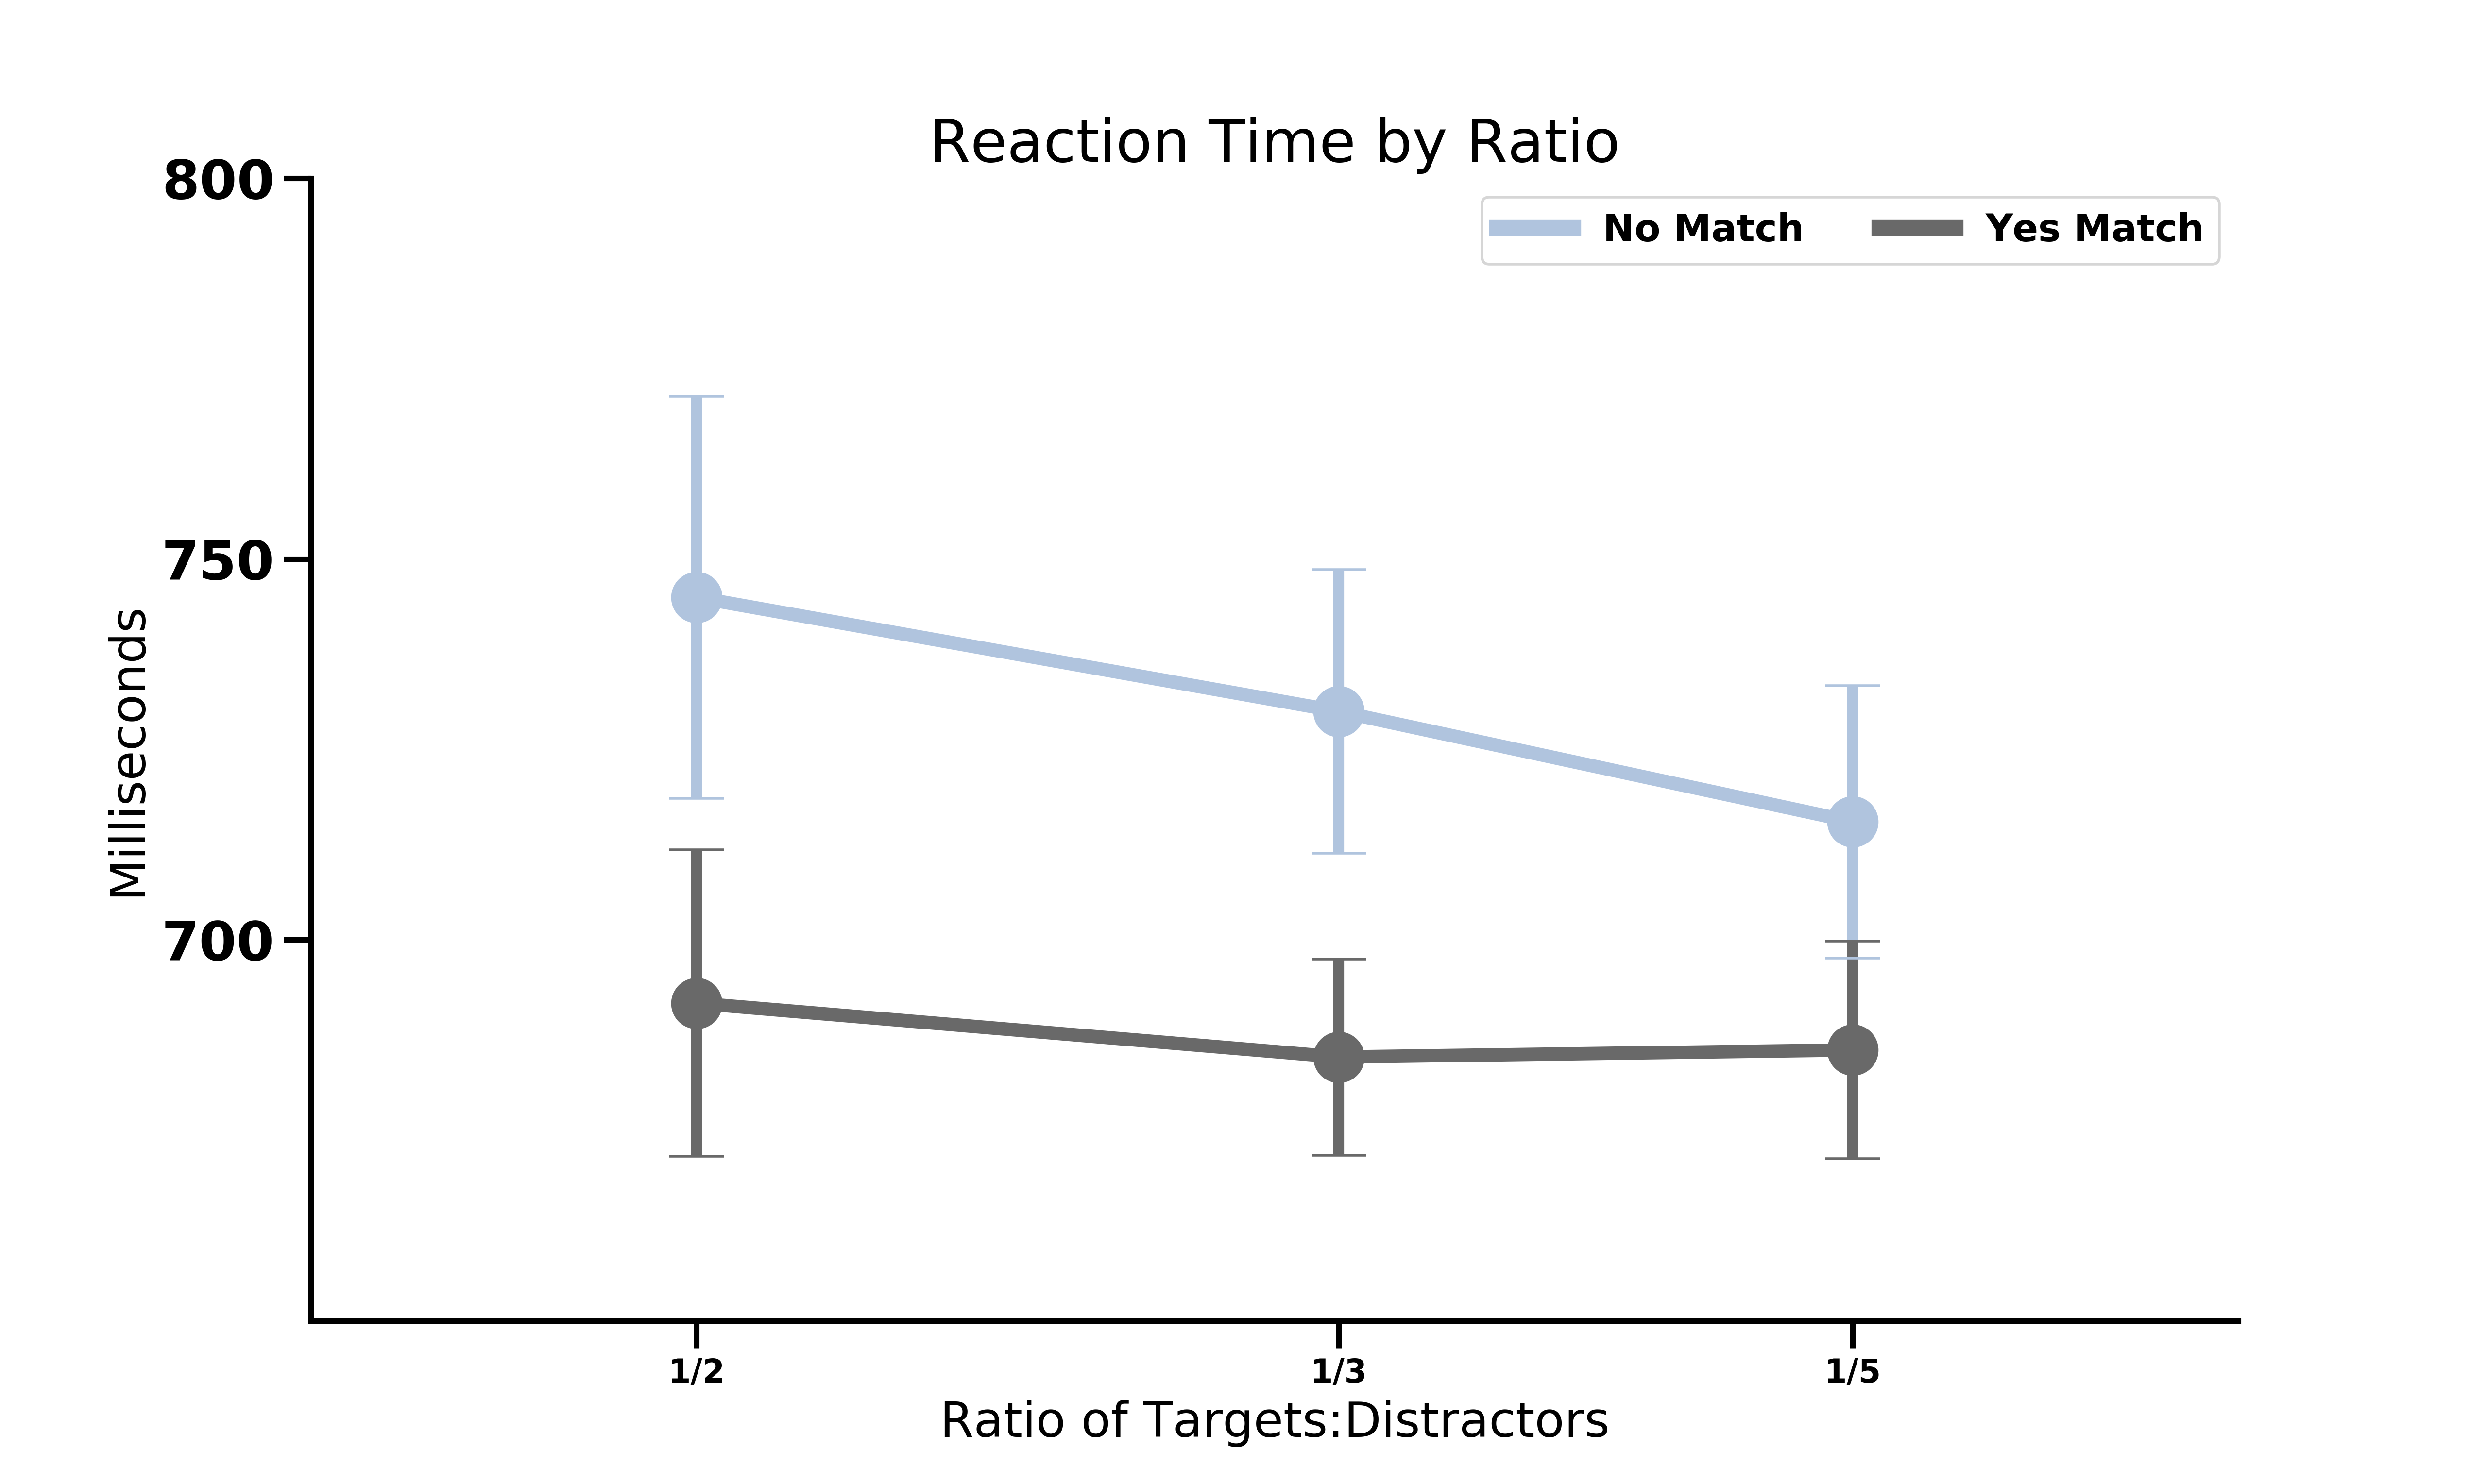 Reaction Time by Ratio
No Match Yes Match
800
750
700
Milliseconds
1/2 1/3 1/5
Ratio of Targets:Distractors